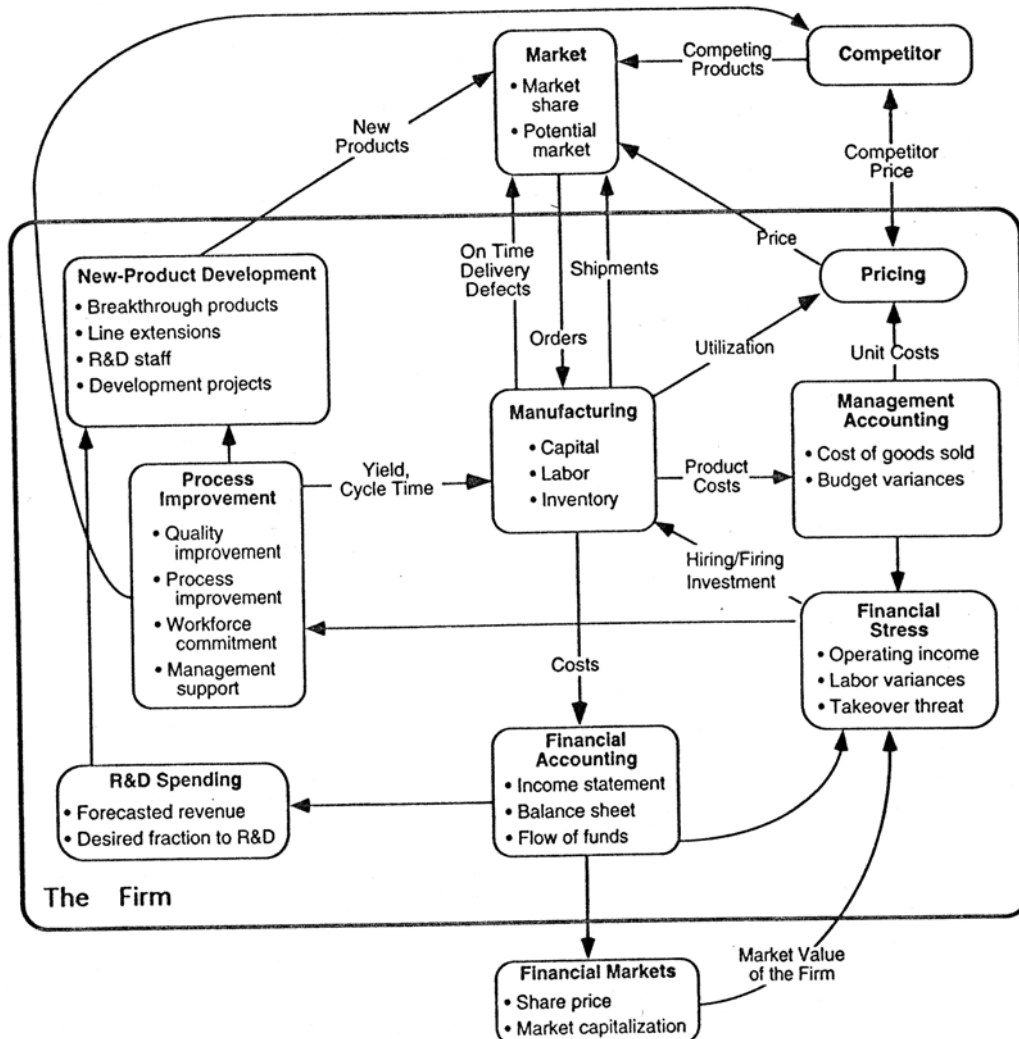 Market
• Market
share
• Potential
market
Competing
Products
Competitor
New
Products
Competitor
Price
On Time
Delivery
Defects
Shipments
Price
Pricing
New-Product Development
• Breakthrough products
• Line extensions
• R&D staff
• Development projects
Orders
Utilization
Unit Costs
Manufacturing
• Capital
• Labor
• Inventory
Management
Accounting
• Cost of goods sold
• Budget variances
Process
Improvement
• Quality
improvement
• Process
improvement
• Workforce
commitment
• Management
support
Yield,
Cycle Time
Product
Costs
Hiring/Firing
Investment
Financial
Stress
• Operating income
• Labor variances
• Takeover threat
Costs
Financial
Accounting
• Income statement
• Balance sheet
• Flow of funds
R&D Spending
• Forecasted revenue
• Desired fraction to R&D
The Firm
Financial Markets
• Share price
• Market capitalization
Market Value
of the Firm